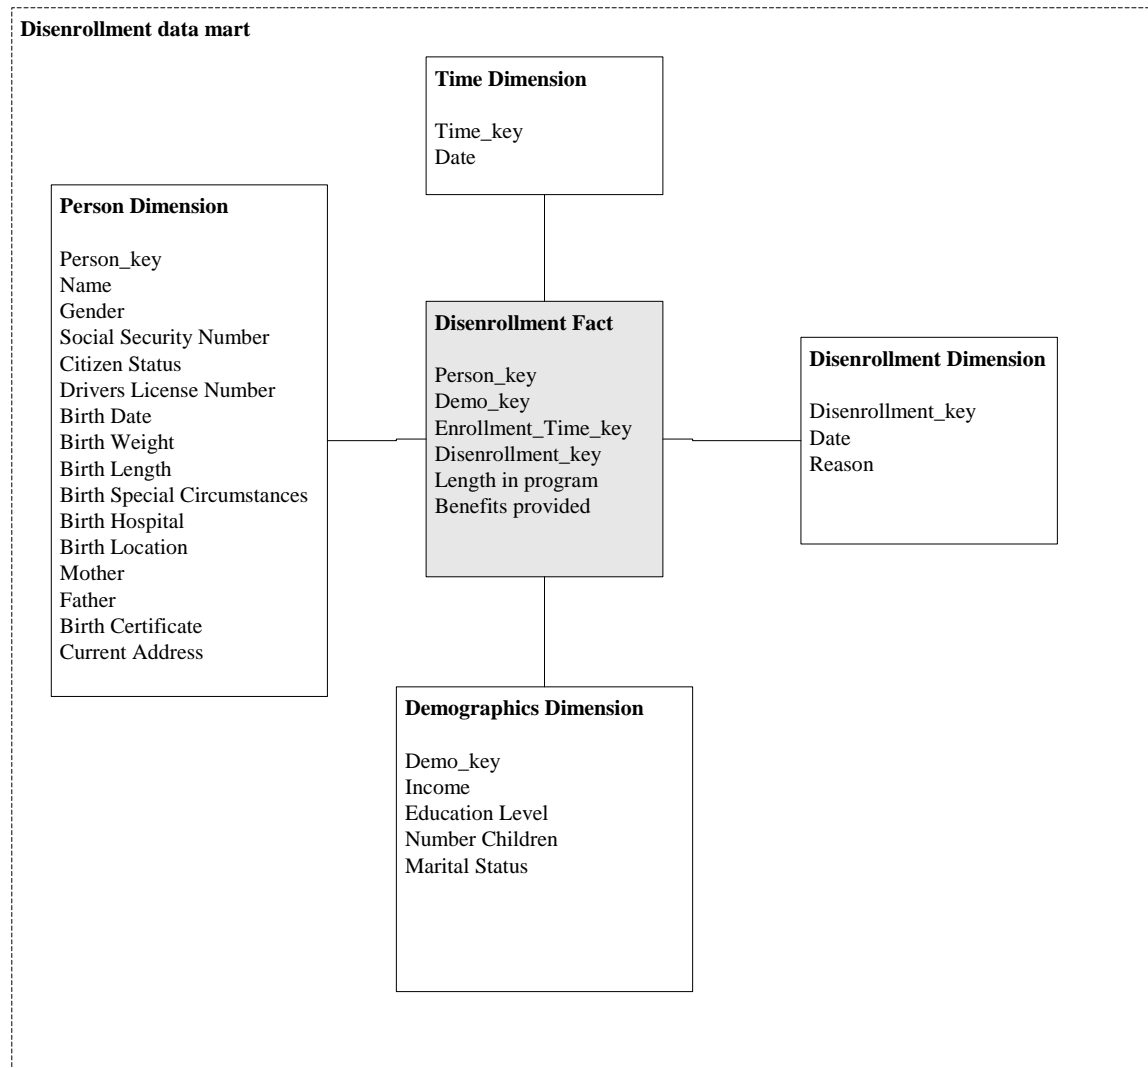 Disenrollment data mart
Time Dimension
Time_key
Date
Person Dimension
Person_key
Name
Gender
Social Security Number
Citizen Status
Drivers License Number
Birth Date
Birth Weight
Birth Length
Birth Special Circumstances
Birth Hospital
Birth Location
Mother
Father
Birth Certificate
Current Address
Disenrollment Fact
Person_key
Demo_key
Enrollment_Time_key
Disenrollment_key
Length in program
Benefits provided
Disenrollment Dimension
Disenrollment_key
Date
Reason
Demographics Dimension
Demo_key
Income
Education Level
Number Children
Marital Status